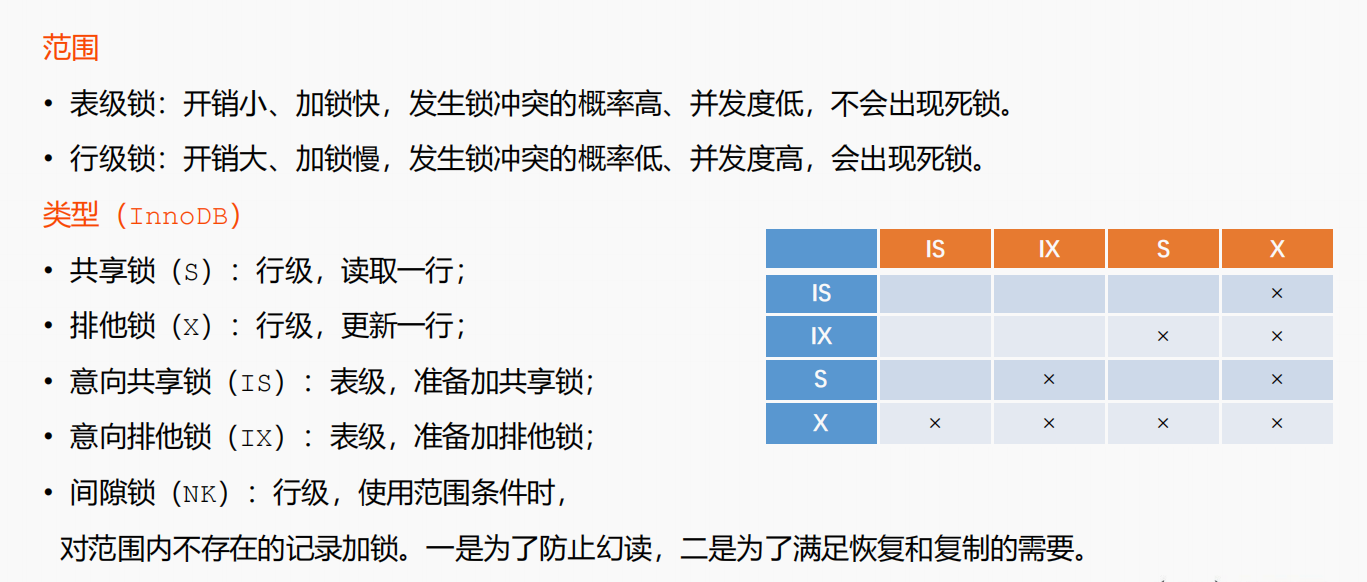 范围
• 表级锁：开销小、加锁快，发生锁冲突的概率高、并发度低，不会出现死锁。
• 行级锁：开销大、加锁慢，发生锁冲突的概率低、并发度高，会出现死锁。
类型（InnoDB）
• 共享锁（S）：行级，读取一行；
• 排他锁（X）：行级，更新一行；
• 意向共享锁（IS）：表级，准备加共享锁；
• 意向排他锁（IX）：表级，准备加排他锁；
• 间隙锁（NK）：行级，使用范围条件时，
对范围内不存在的记录加锁。一是为了防止幻读，二是为了满足恢复和复制的需要。
IS IX S X
IS ×
IX × ×
S × ×
X × × × ×